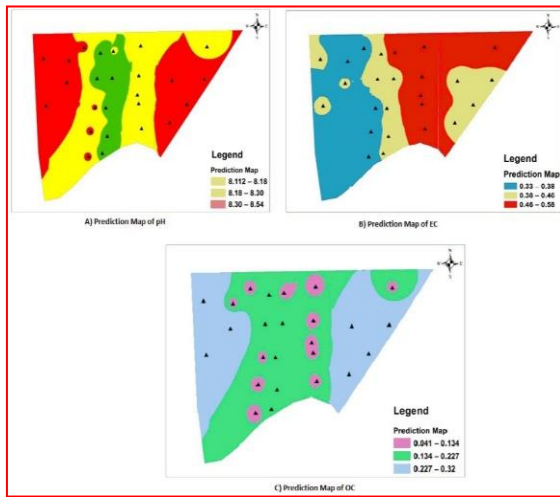 Legend
Prediction Map
8.112 – 8.18
8.18 – 8.30
8.30 – 8.54
A) Prediction Map of pH
Legend
Prediction Map
0.33 – 0.38
0.38 – 0.46
0.46 – 0.58
B) Prediction Map of EC
Legend
Prediction Map
0.041 – 0.134
0.134 – 0.227
0.227 – 0.32
C) Prediction Map of OC